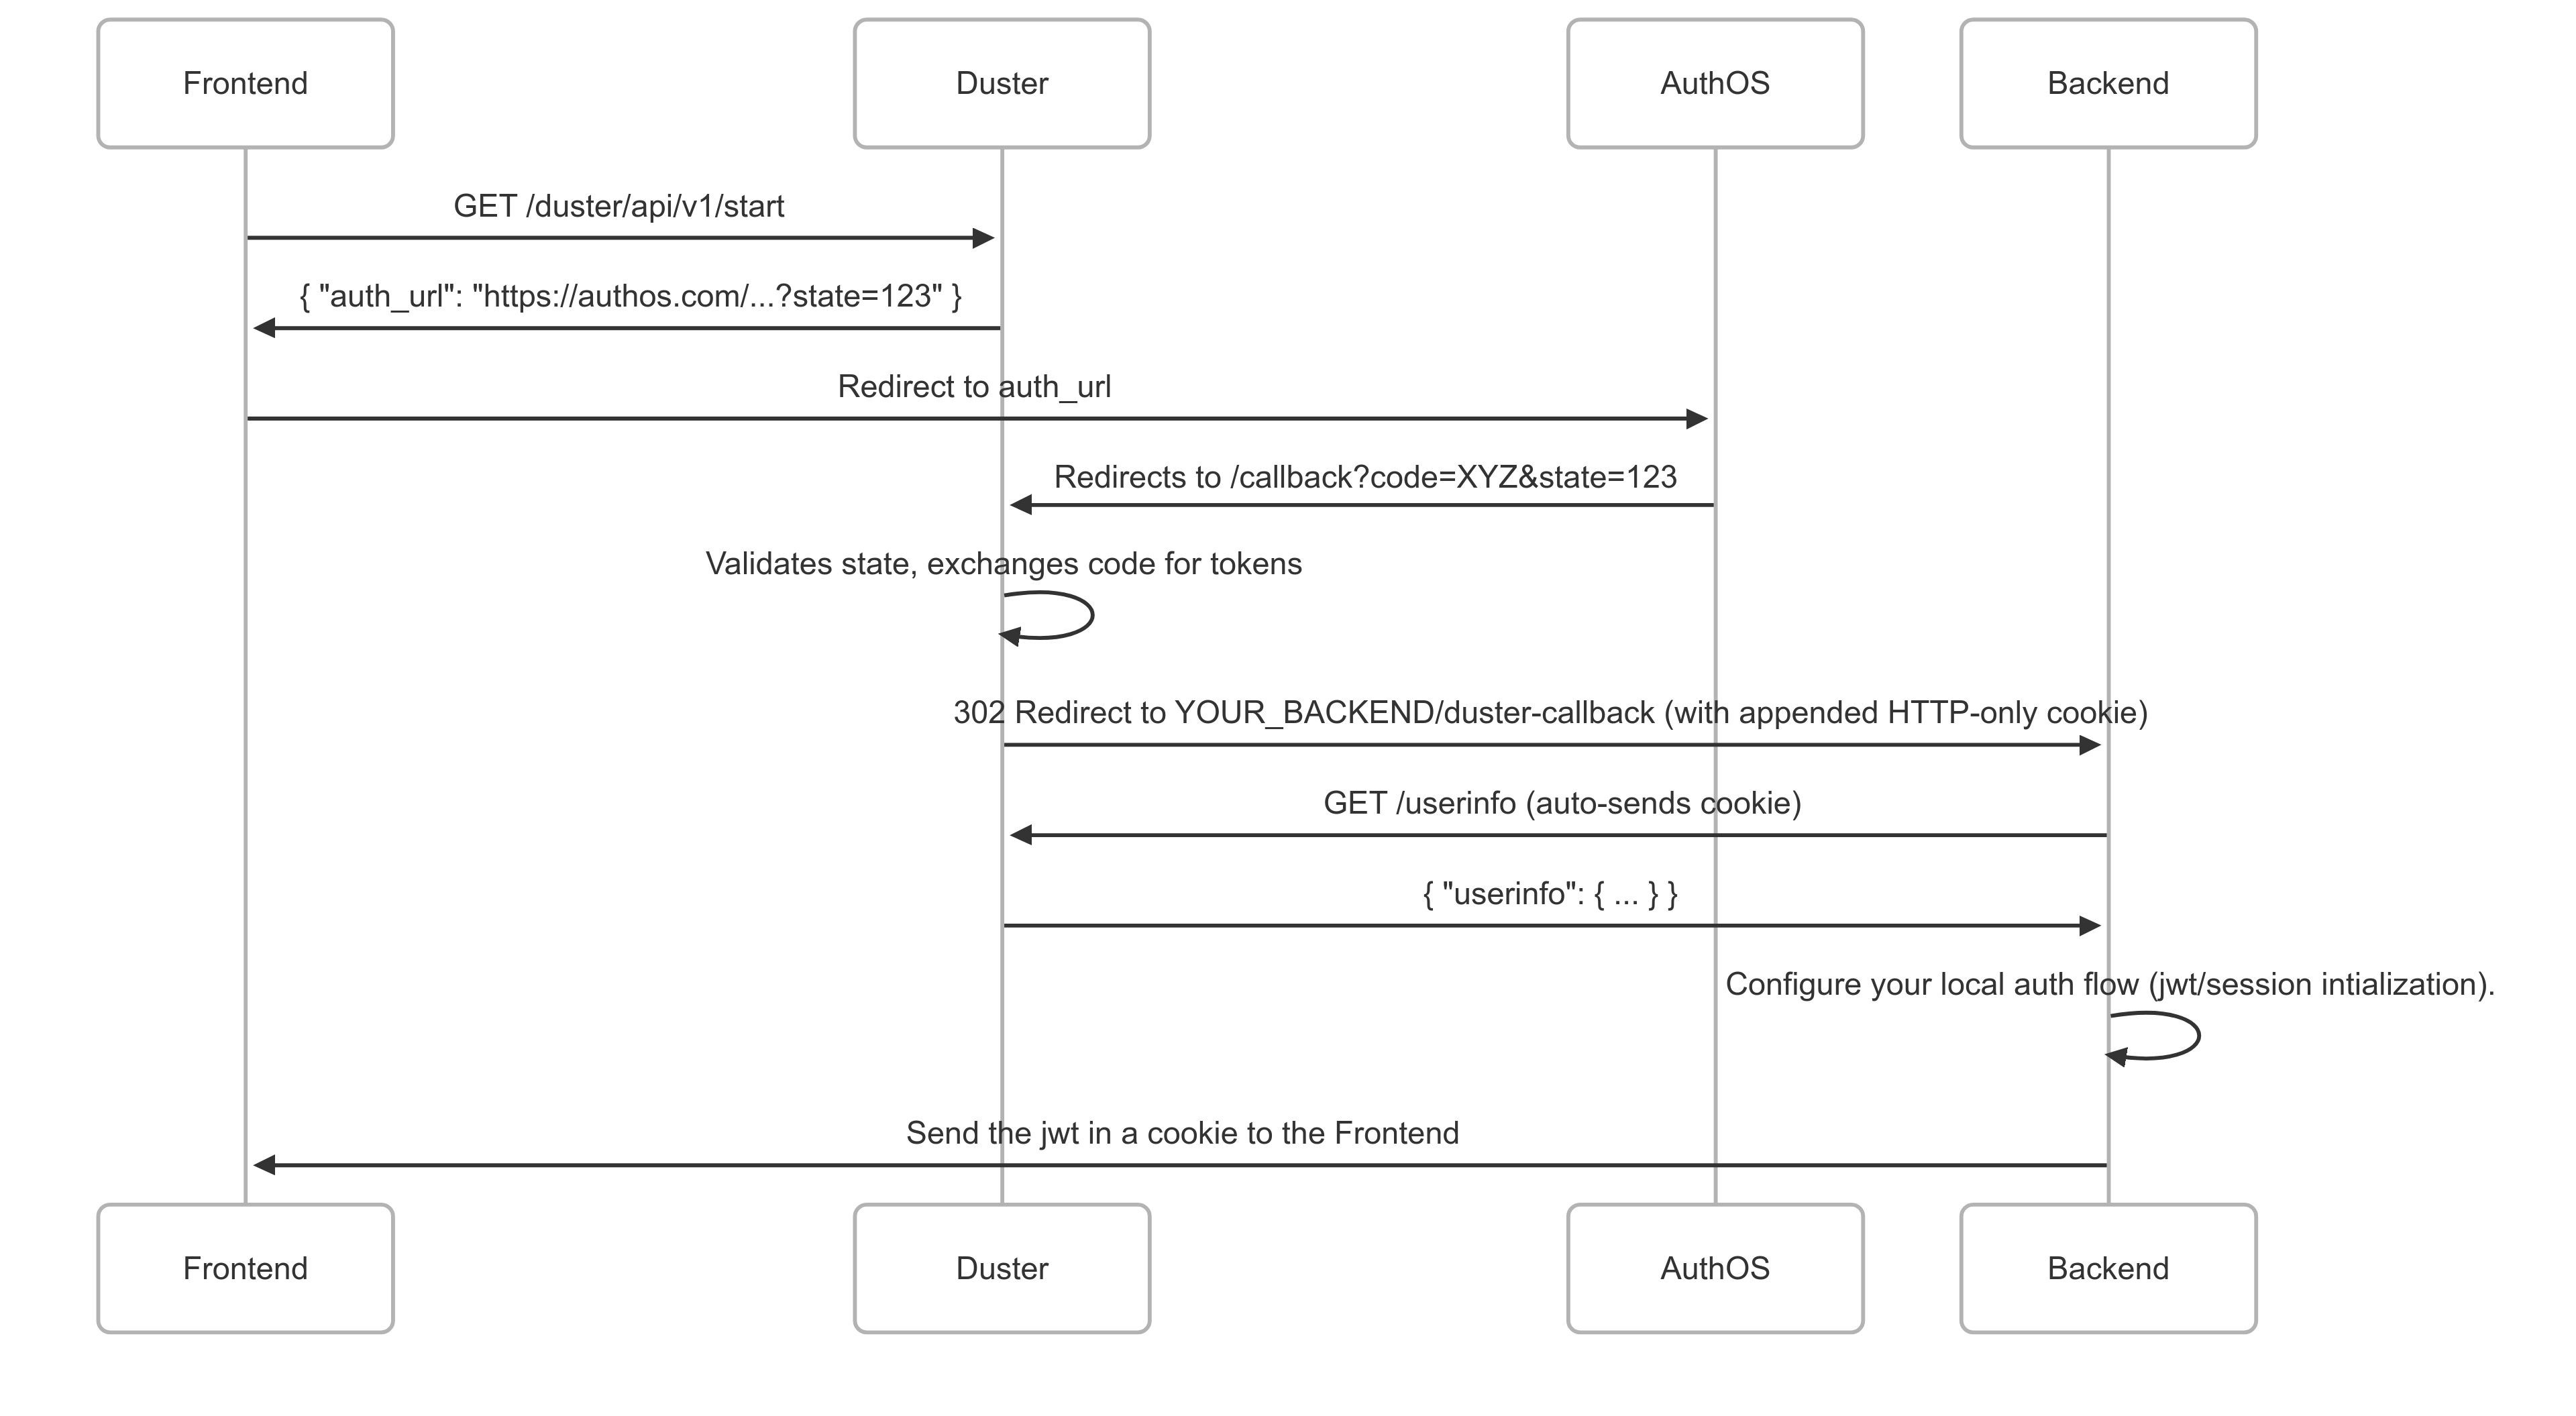 Frontend
Duster
AuthOS
Backend
GET /duster/api/v1/start
{ "auth_url": "https://authos.com/...?state=123" }
Redirect to auth_url
Redirects to /callback?code=XYZ&state=123
Validates state, exchanges code for tokens
302 Redirect to YOUR_BACKEND/duster-callback (with appended HTTP-only cookie)
GET /userinfo (auto-sends cookie)
{ "userinfo": { ... } }
Configure your local auth flow (jwt/session intialization).
Send the jwt in a cookie to the Frontend
Frontend
Duster
AuthOS
Backend